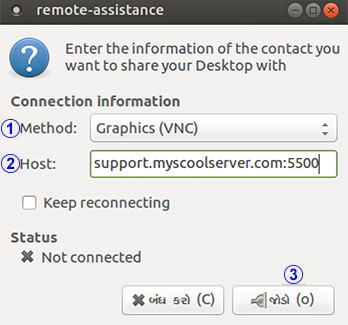 remote-assistance
Enter the information of the contact you
want to share your Desktop with
Connection information
1 Method: Graphics (VNC)
2 Host: support.myscoolserver.com:5500
Keep reconnecting
Status
Not connected
3
બંધ કરો (C) જોડો (o)